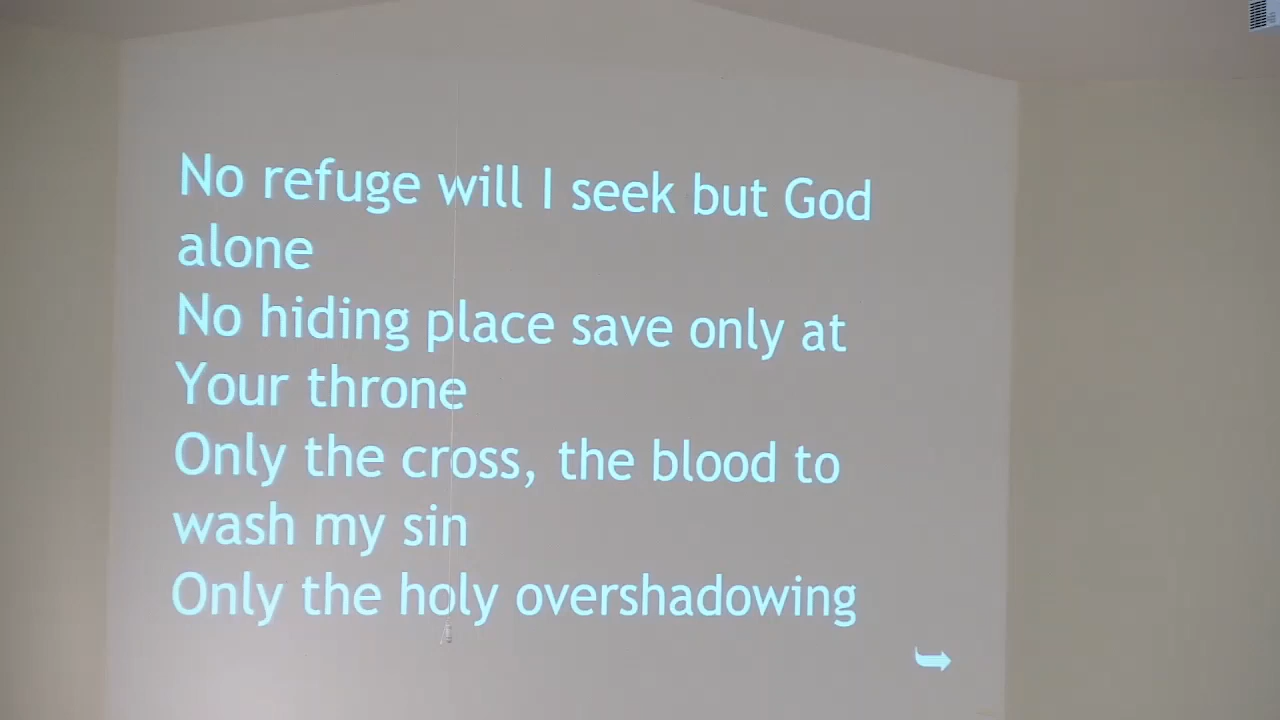 No refuge will I seek but God
alone
No hiding place save only at
Your throne
Only the cross, the blood to
wash my sin
Only the holy overshadowing